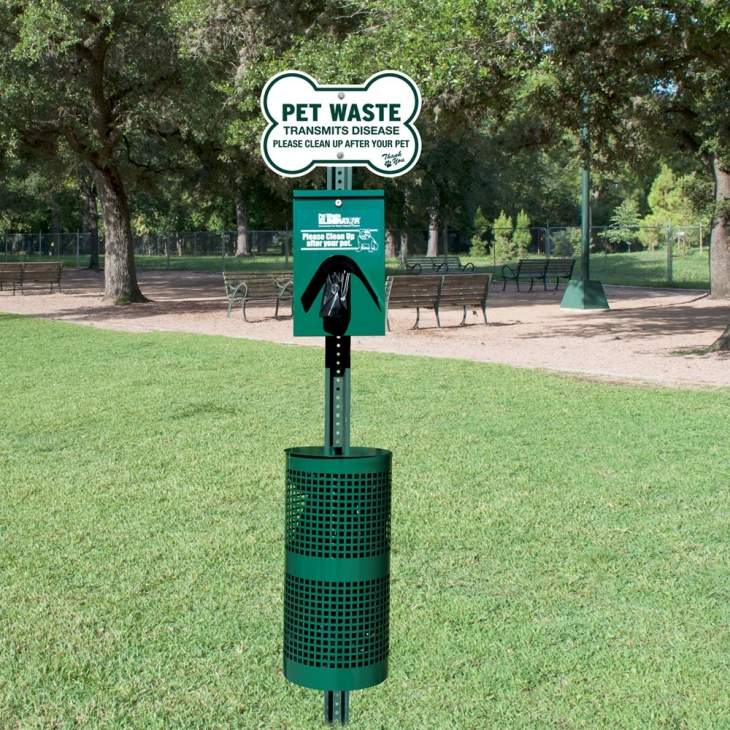 PET WASTE
TRANSMITS DISEASE
PLEASE CLEAN UP AFTER YOUR PET
Thank
You
Please Clean Up
after your pet.